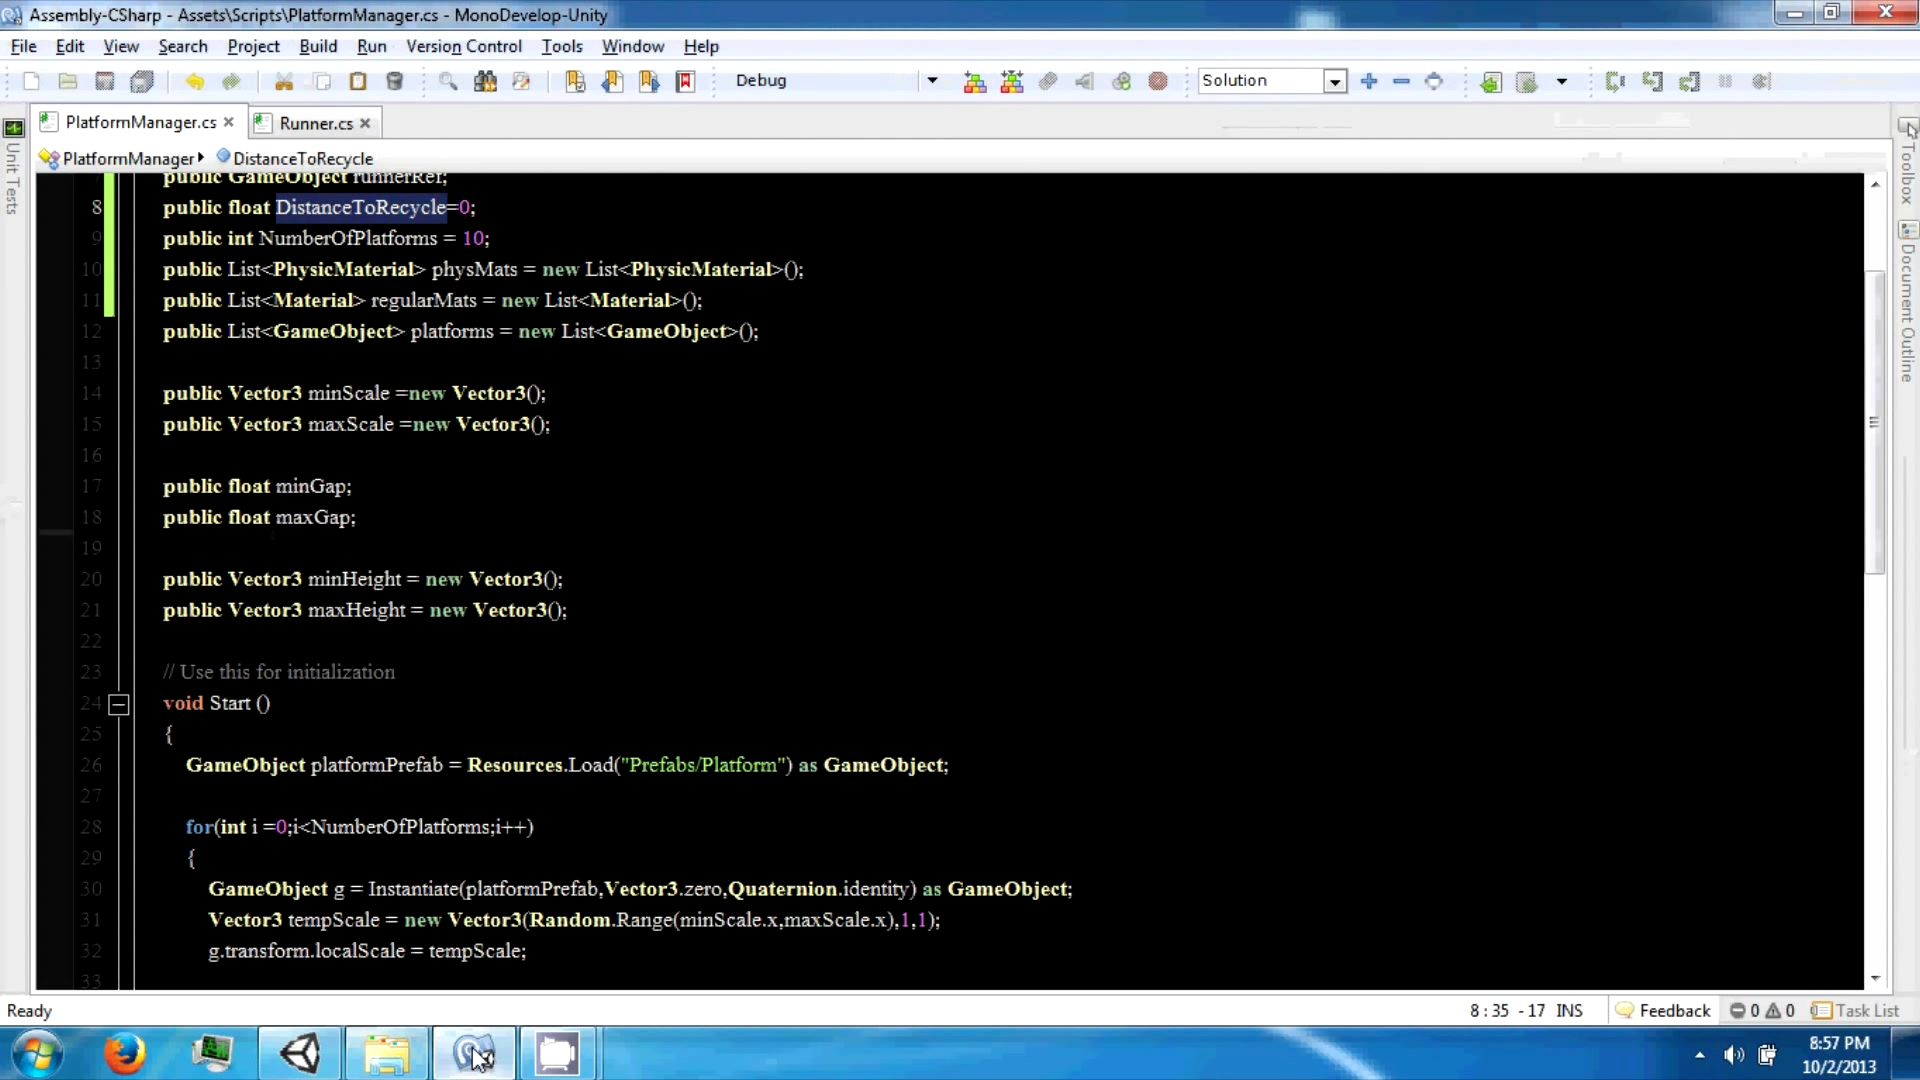 Assembly-CSharp - Assets\Scripts\PlatformManager.cs - MonoDevelop-Unity
File Edit View Search Project Build Run Version Control Tools Window Help
Debug Solution
PlatformManager.cs Runner.cs
PlatformManager DistanceToRecycle
Unit Tests
Toolbox
Document Outline
public GameObject runnerRef;
8 public float DistanceToRecycle=0;
9 public int NumberOfPlatforms = 10;
10 public List<PhysicMaterial> physMats = new List<PhysicMaterial>();
11 public List<Material> regularMats = new List<Material>();
12 public List<GameObject> platforms = new List<GameObject>();
13
14 public Vector3 minScale =new Vector3();
15 public Vector3 maxScale =new Vector3();
16
17 public float minGap;
18 public float maxGap;
19
20 public Vector3 minHeight = new Vector3();
21 public Vector3 maxHeight = new Vector3();
22
23 // Use this for initialization
24 void Start ()
25 {
26 GameObject platformPrefab = Resources.Load("Prefabs/Platform") as GameObject;
27
28 for(int i =0;i<NumberOfPlatforms;i++)
29 {
30 GameObject g = Instantiate(platformPrefab,Vector3.zero,Quaternion.identity) as GameObject;
31 Vector3 tempScale = new Vector3(Random.Range(minScale.x,maxScale.x),1,1);
32 g.transform.localScale = tempScale;
33
Ready 8 : 35 - 17 INS Feedback 0 0 Task List
8:57 PM
10/2/2013